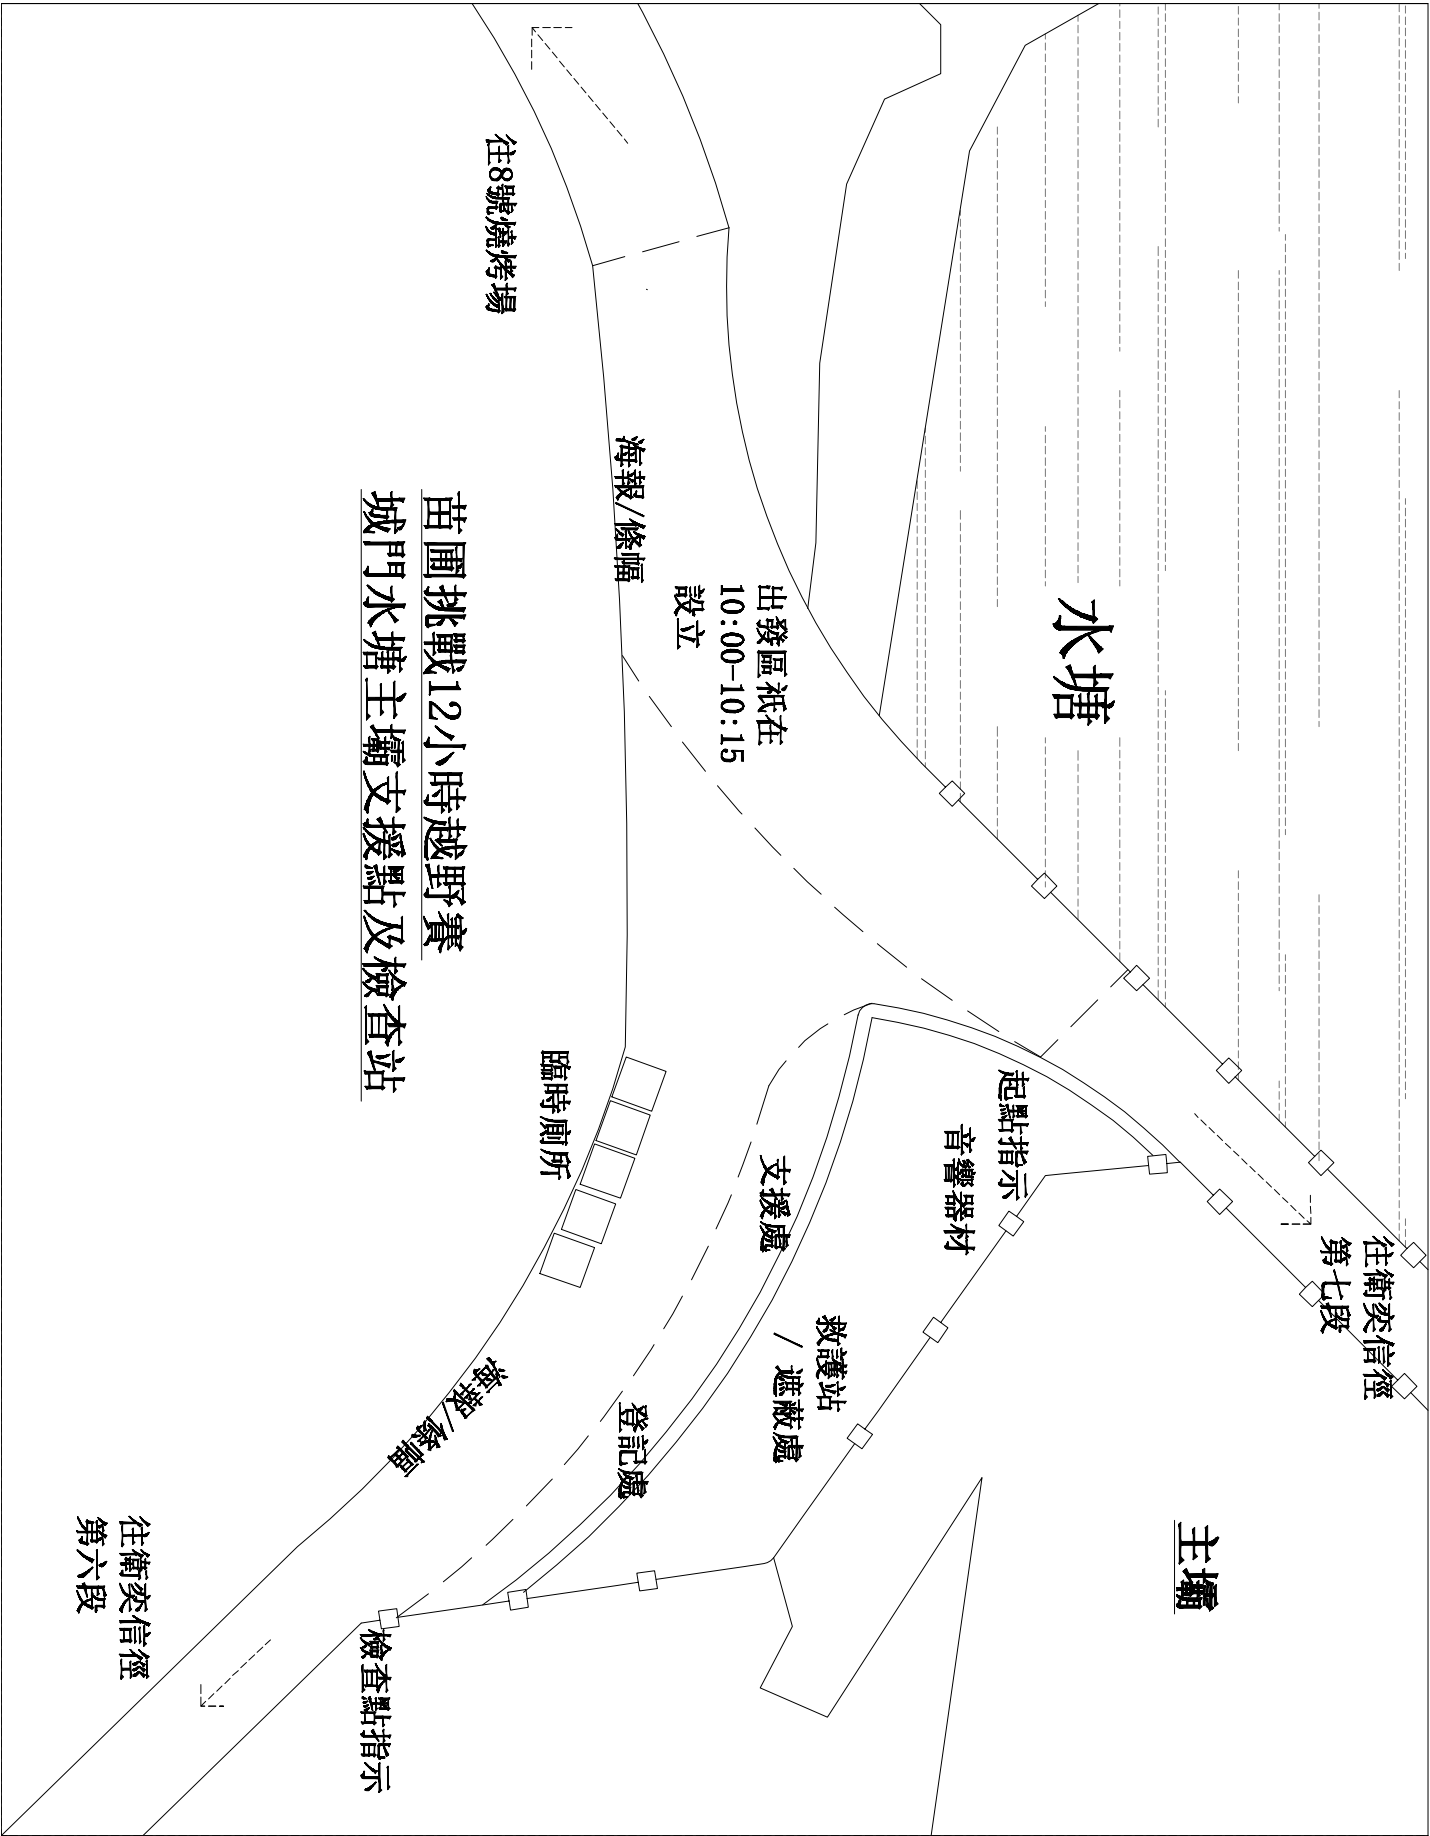 水塘
主壩
往衛奕信徑
第七段
起點指示
音響器材
救護站
/ 遮蔽處
支援處
登記處
出發區祇在
10:00-10:15
設立
海報/條幅
臨時廁所
海報/條幅
往8號燒烤場
檢查點指示
往衛奕信徑
第六段
苗圃挑戰12小時越野賽
城門水塘主壩支援點及檢查站